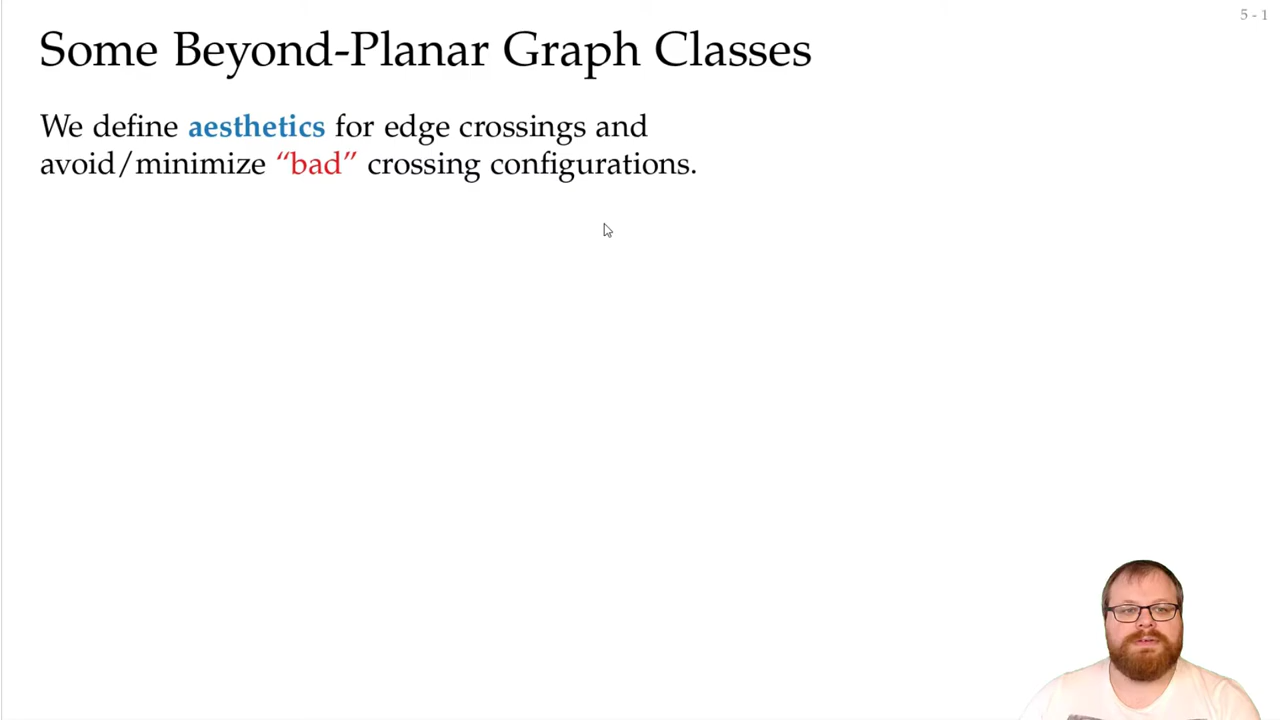 5 - 1
Some Beyond-Planar Graph Classes
We define aesthetics for edge crossings and
avoid/minimize “bad” crossing configurations.